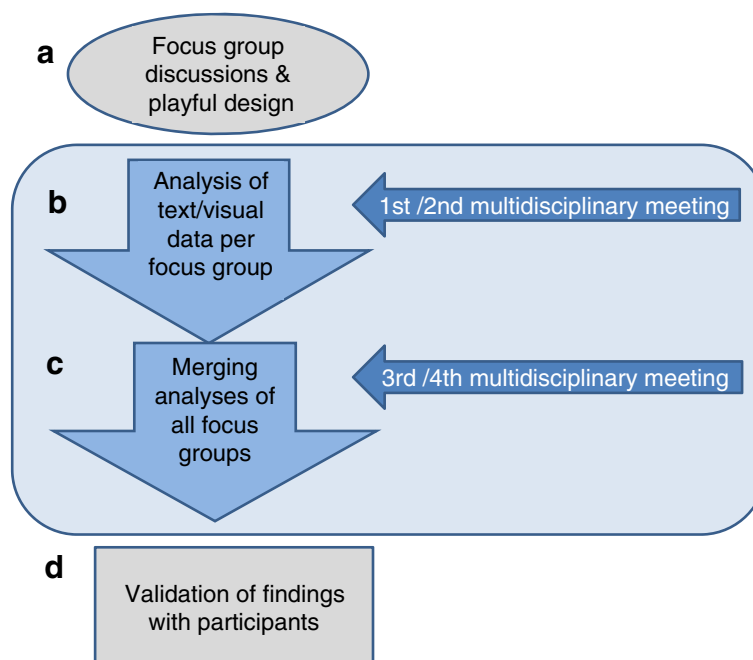 a
Focus group
discussions &
playful design
b
Analysis of
text/visual
data per
focus group
1st /2nd multidisciplinary meeting
c
Merging
analyses of
all focus
groups
3rd /4th multidisciplinary meeting
d
Validation of findings
with participants